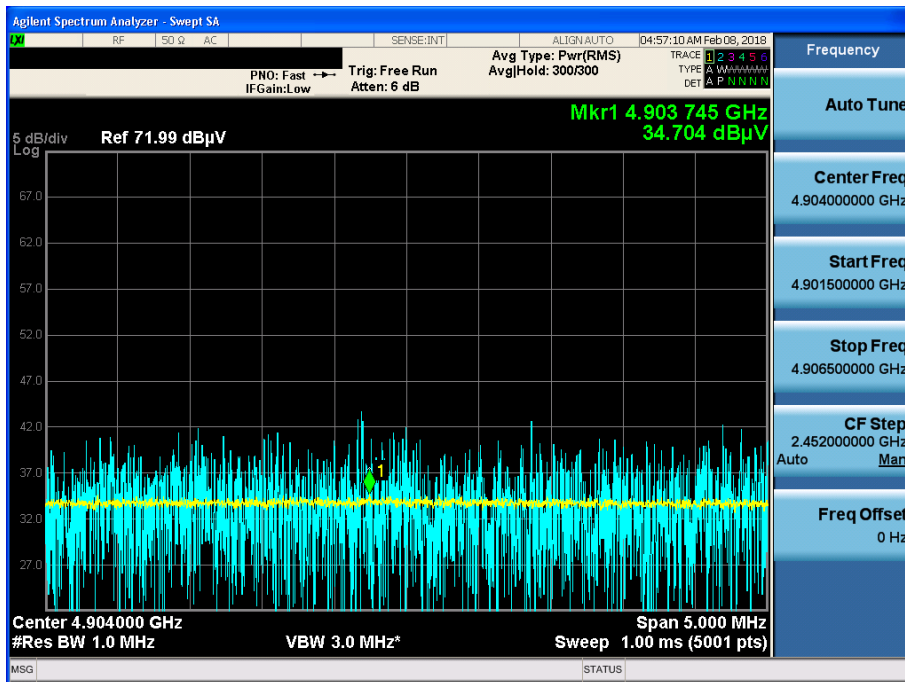 Agilent Spectrum Analyzer - Swept SA
LXI RF 50 Ω AC SENSE:INT ALIGN AUTO 04:57:10 AM Feb 08, 2018
PNO: Fast
IFGain:Low
Trig: Free Run
Atten: 6 dB
Avg Type: Pwr(RMS)
Avg|Hold: 300/300
TRACE 1 2 3 4 5 6
TYPE A WWWWW
DET A P N N N N
Mkr1 4.903 745 GHz
34.704 dBµV
5 dB/div
Log
Ref 71.99 dBµV
67.0
62.0
57.0
52.0
47.0
42.0
37.0
32.0
27.0
1
Center 4.904000 GHz
Span 5.000 MHz
#Res BW 1.0 MHz
VBW 3.0 MHz*
Sweep 1.00 ms (5001 pts)
MSG
STATUS
Frequency
Auto Tune
Center Freq
4.904000000 GHz
Start Freq
4.901500000 GHz
Stop Freq
4.906500000 GHz
CF Step
2.452000000 GHz
Auto Man
Freq Offset
0 Hz